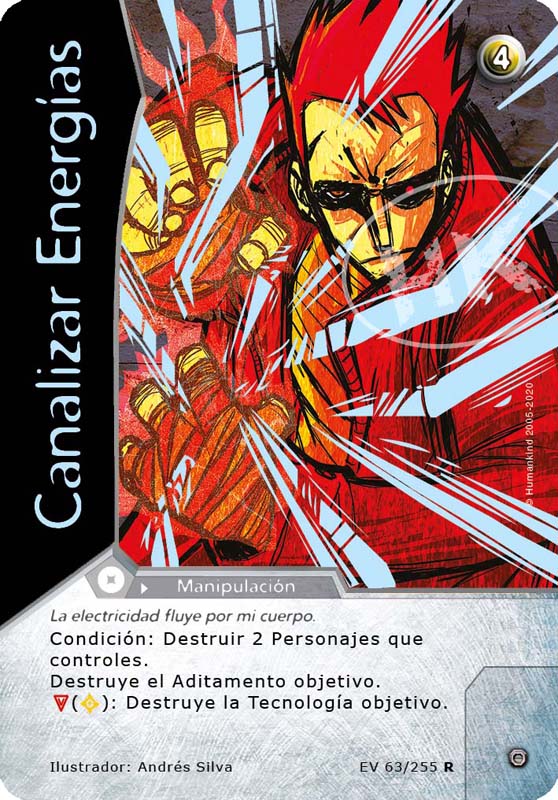 Canalizar Energías
4
HK
© Humankind 2005-2020
Manipulación
La electricidad fluye por mi cuerpo.
Condición: Destruir 2 Personajes que
controles.
Destruye el Aditamento objetivo.
( ): Destruye la Tecnología objetivo.
Ilustrador: Andrés Silva
EV 63/255 R